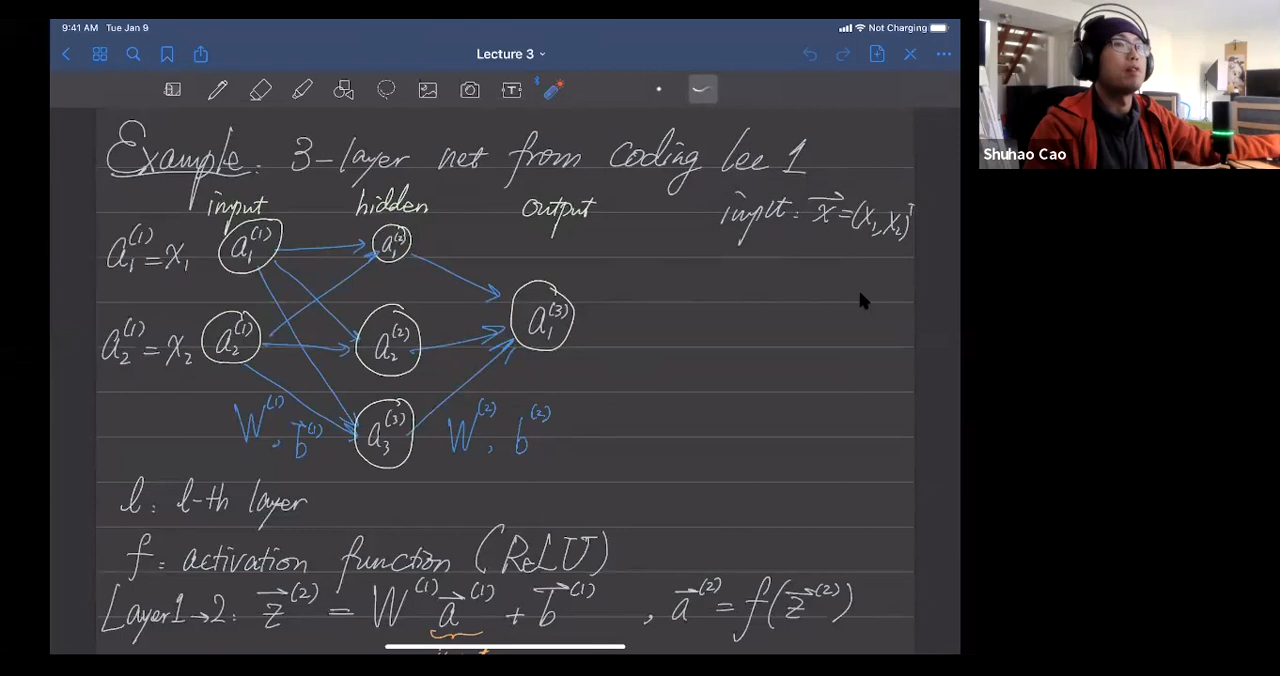 9:41 AM Tue Jan 9
Not Charging
Lecture 3
T
Shuhao Cao
Example: 3-layer net from coding Lec 1
input hidden output
input: x⃗ = (x₁, x₂)ᵀ
a₁⁽¹⁾ = x₁
a₁⁽¹⁾
a₁⁽²⁾
a₁⁽³⁾
a₂⁽¹⁾ = x₂
a₂⁽¹⁾
a₂⁽²⁾
W⁽¹⁾, b⃗⁽¹⁾
a₃⁽³⁾
W⁽²⁾, b⁽²⁾
l: l-th layer
f: activation function (ReLU)
Layer 1→2: z⃗⁽²⁾ = W⁽¹⁾ a⃗⁽¹⁾ + b⃗⁽¹⁾, a⃗⁽²⁾ = f(z⃗⁽²⁾)